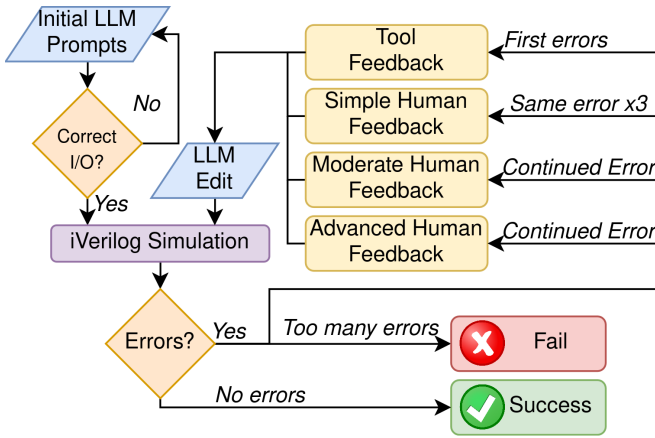 Initial LLM
Prompts
No
Correct
I/O?
Yes
LLM
Edit
iVerilog Simulation
Tool
Feedback
First errors
Simple Human
Feedback
Same error x3
Moderate Human
Feedback
Continued Error
Advanced Human
Feedback
Continued Error
Errors?
Yes
Too many errors
Fail
No errors
Success